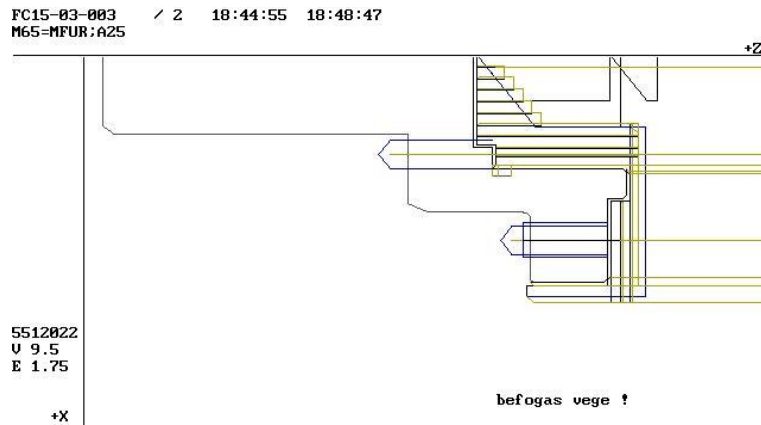 FC15-03-003 / 2 18:44:55 18:48:47
M65=MFUR;A25
+Z
5512022
V 9.5
E 1.75
befogas vege !
+X